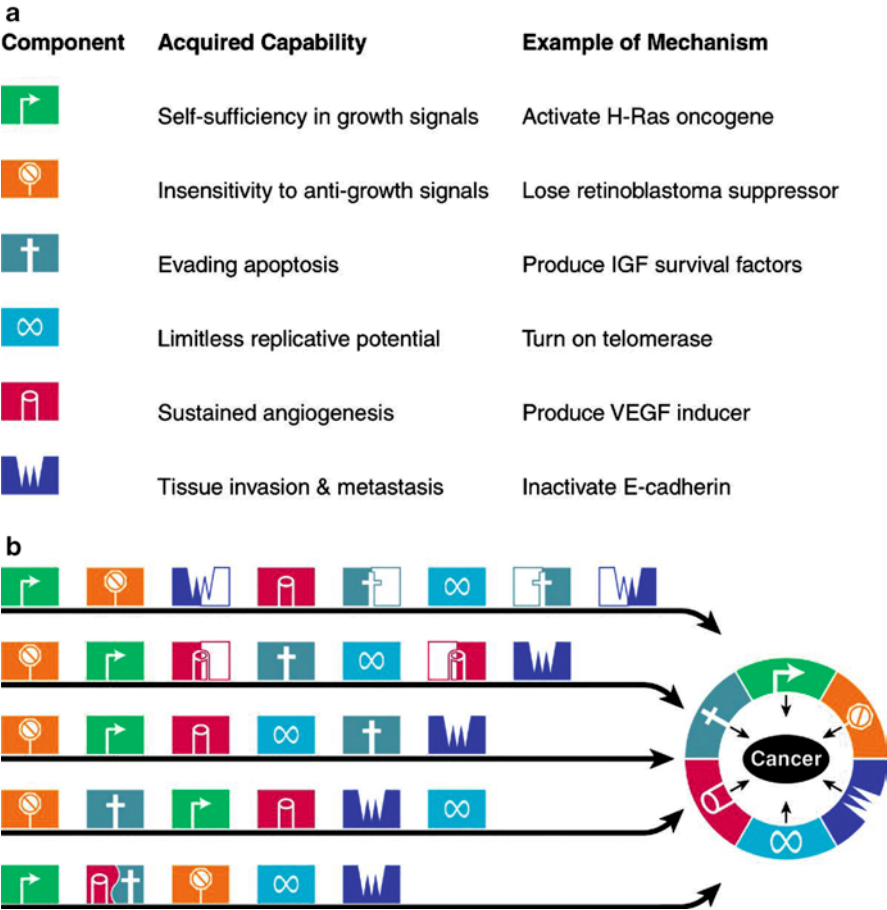 a
Component Acquired Capability Example of Mechanism
Self-sufficiency in growth signals Activate H-Ras oncogene
Insensitivity to anti-growth signals Lose retinoblastoma suppressor
Evading apoptosis Produce IGF survival factors
Limitless replicative potential Turn on telomerase
Sustained angiogenesis Produce VEGF inducer
Tissue invasion & metastasis Inactivate E-cadherin
b
Cancer